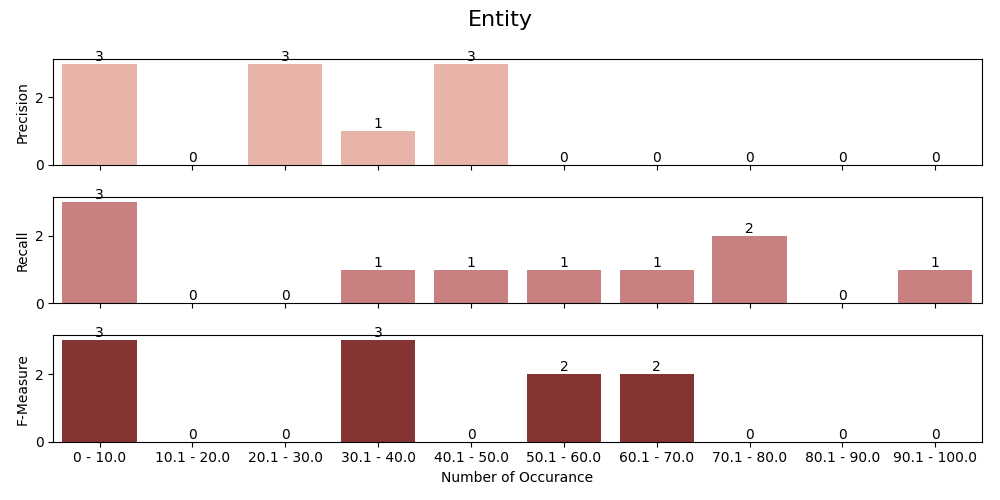 Entity
3 0 3 1 3 0 0 0 0 0
2
0
Precision
3 0 0 1 1 1 1 2 0 1
2
0
Recall
3 0 0 3 0 2 2 0 0 0
2
0
F-Measure
0 - 10.0 10.1 - 20.0 20.1 - 30.0 30.1 - 40.0 40.1 - 50.0 50.1 - 60.0 60.1 - 70.0 70.1 - 80.0 80.1 - 90.0 90.1 - 100.0
Number of Occurance